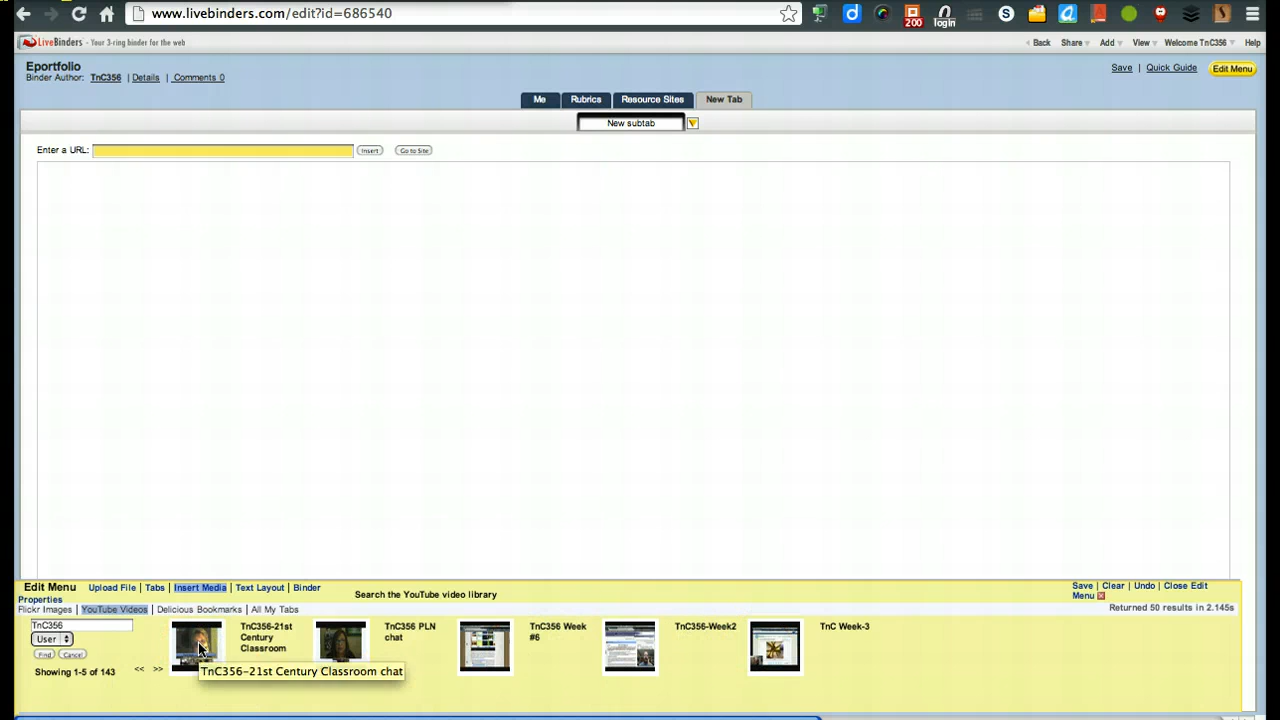 www.livebinders.com/edit?id=686540
200
login
LiveBinders - Your 3-ring binder for the web
Back Share Add View Welcome TnC356 Help
Eportfolio
Binder Author: TnC356 | Details | Comments 0
Save | Quick Guide Edit Menu
Me Rubrics Resource Sites New Tab
New subtab
Enter a URL: Insert Go to Site
Edit Menu Upload File | Tabs | Insert Media | Text Layout | Binder
Properties
Search the YouTube video library
Save | Clear | Undo | Close Edit
Menu
Flickr Images | YouTube Videos | Delicious Bookmarks | All My Tabs
Returned 50 results in 2.145s
TnC356
User
Find Cancel
Showing 1-5 of 143 << >>
TnC356-21st
Century
Classroom
TnC356 PLN
chat
TnC356 Week
#6
TnC356-Week2
TnC Week-3
TnC356-21st Century Classroom chat